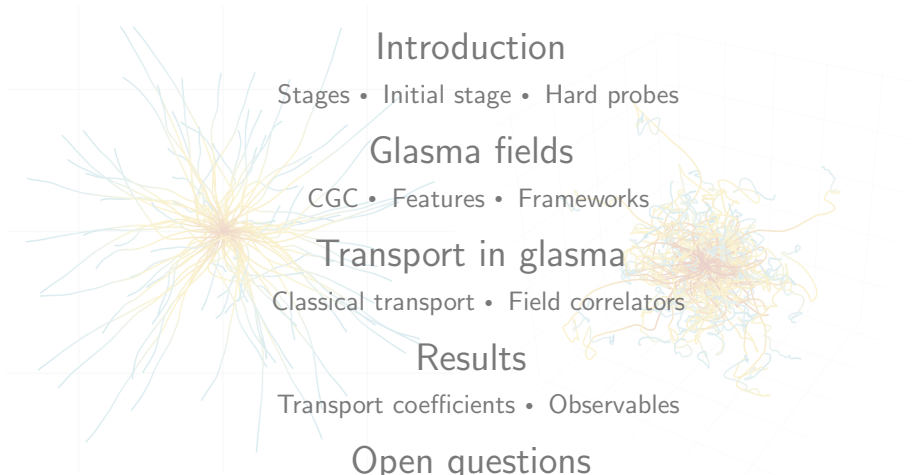 Introduction
Stages • Initial stage • Hard probes
Glasma fields
CGC • Features • Frameworks
Transport in glasma
Classical transport • Field correlators
Results
Transport coefficients • Observables
Open questions